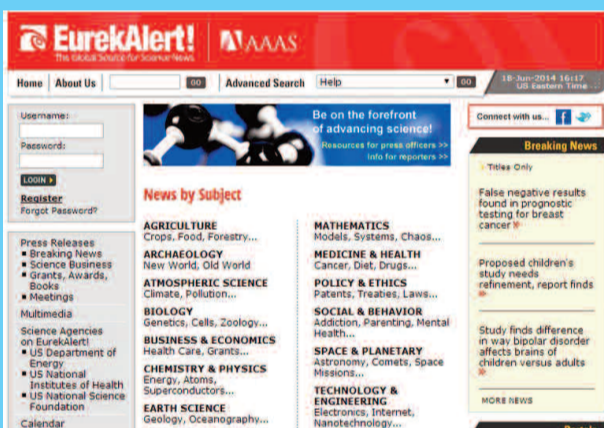 EurekAlert!
The Global Source for Science News
AAAS
Home
About Us
GO
Advanced Search
Help
GO
18-Jun-2014 16:17
US Eastern Time
Username:
Password:
LOGIN
Register
Forgot Password?
Press Releases
Breaking News
Science Business
Grants, Awards,
Books
Meetings
Multimedia
Science Agencies
on EurekAlert!
US Department of
Energy
US National
Institutes of Health
US National Science
Foundation
Calendar
Be on the forefront
of advancing science!
Resources for press officers >>
Info for reporters >>
News by Subject
AGRICULTURE
Crops, Food, Forestry...
ARCHAEOLOGY
New World, Old World
ATMOSPHERIC SCIENCE
Climate, Pollution...
BIOLOGY
Genetics, Cells, Zoology...
BUSINESS & ECONOMICS
Health Care, Grants...
CHEMISTRY & PHYSICS
Energy, Atoms,
Superconductors...
EARTH SCIENCE
Geology, Oceanography...
MATHEMATICS
Models, Systems, Chaos...
MEDICINE & HEALTH
Cancer, Diet, Drugs...
POLICY & ETHICS
Patents, Treaties, Laws...
SOCIAL & BEHAVIOR
Addiction, Parenting, Mental
Health...
SPACE & PLANETARY
Astronomy, Comets, Space
Missions...
TECHNOLOGY &
ENGINEERING
Electronics, Internet,
Nanotechnology...
Connect with us...
Breaking News
Titles Only
False negative results
found in prognostic
testing for breast
cancer
Proposed children's
study needs
refinement, report finds
Study finds difference
in way bipolar disorder
affects brains of
children versus adults
MORE NEWS